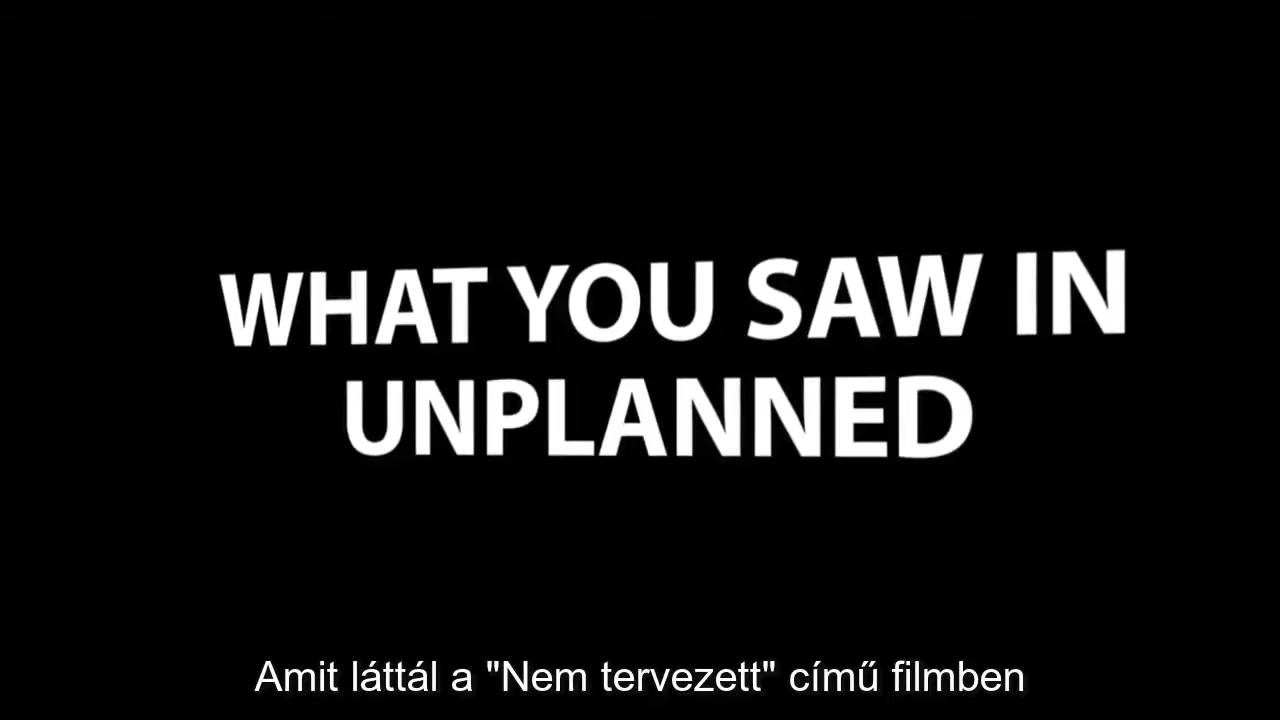 WHAT YOU SAW IN
UNPLANNED
Amit láttál a "Nem tervezett" című filmben